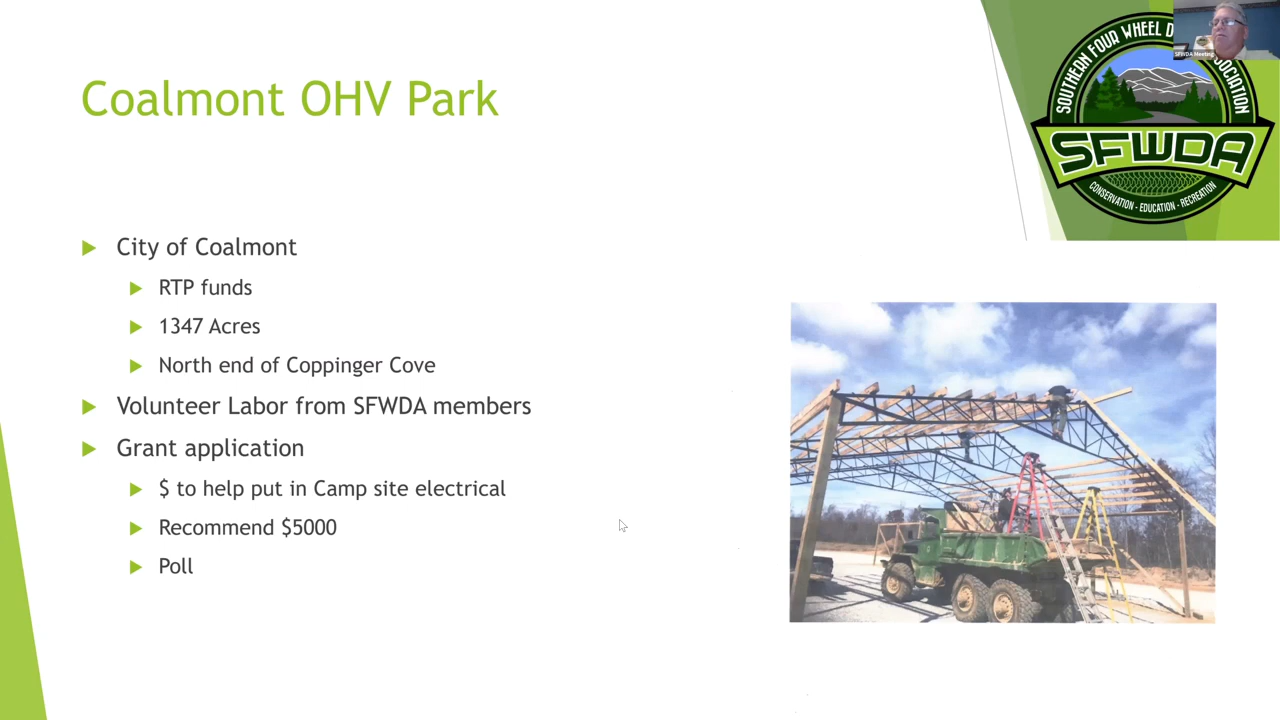 Coalmont OHV Park
SOUTHERN FOUR WHEEL
SFWDA
CONSERVATION - EDUCATION - RECREATION
SFWDA Meeting
City of Coalmont
RTP funds
1347 Acres
North end of Coppinger Cove
Volunteer Labor from SFWDA members
Grant application
$ to help put in Camp site electrical
Recommend $5000
Poll